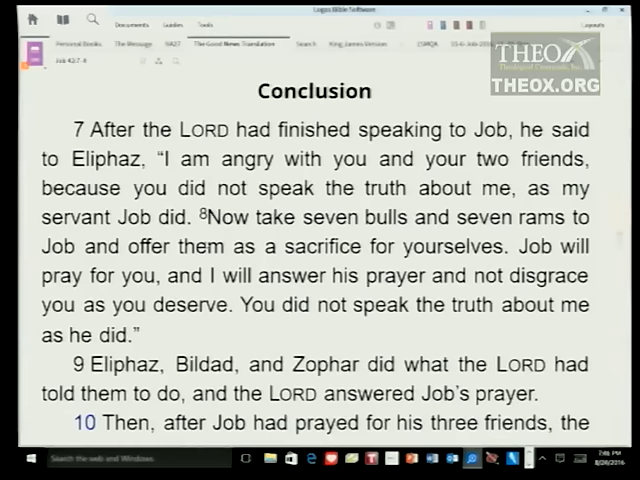 Logos Bible Software
Documents Guides Tools Layouts
Personal Books The Message The Good News Translation Search King James Version
Job 42:7-8
THEOX
THEOX.ORG
Conclusion
7 After the LORD had finished speaking to Job, he said
to Eliphaz, “I am angry with you and your two friends,
because you did not speak the truth about me, as my
servant Job did. ⁸Now take seven bulls and seven rams to
Job and offer them as a sacrifice for yourselves. Job will
pray for you, and I will answer his prayer and not disgrace
you as you deserve. You did not speak the truth about me
as he did.”
9 Eliphaz, Bildad, and Zophar did what the LORD had
told them to do, and the LORD answered Job’s prayer.
10 Then, after Job had prayed for his three friends, the
Search the web and Windows
7:46 PM
8/26/2016